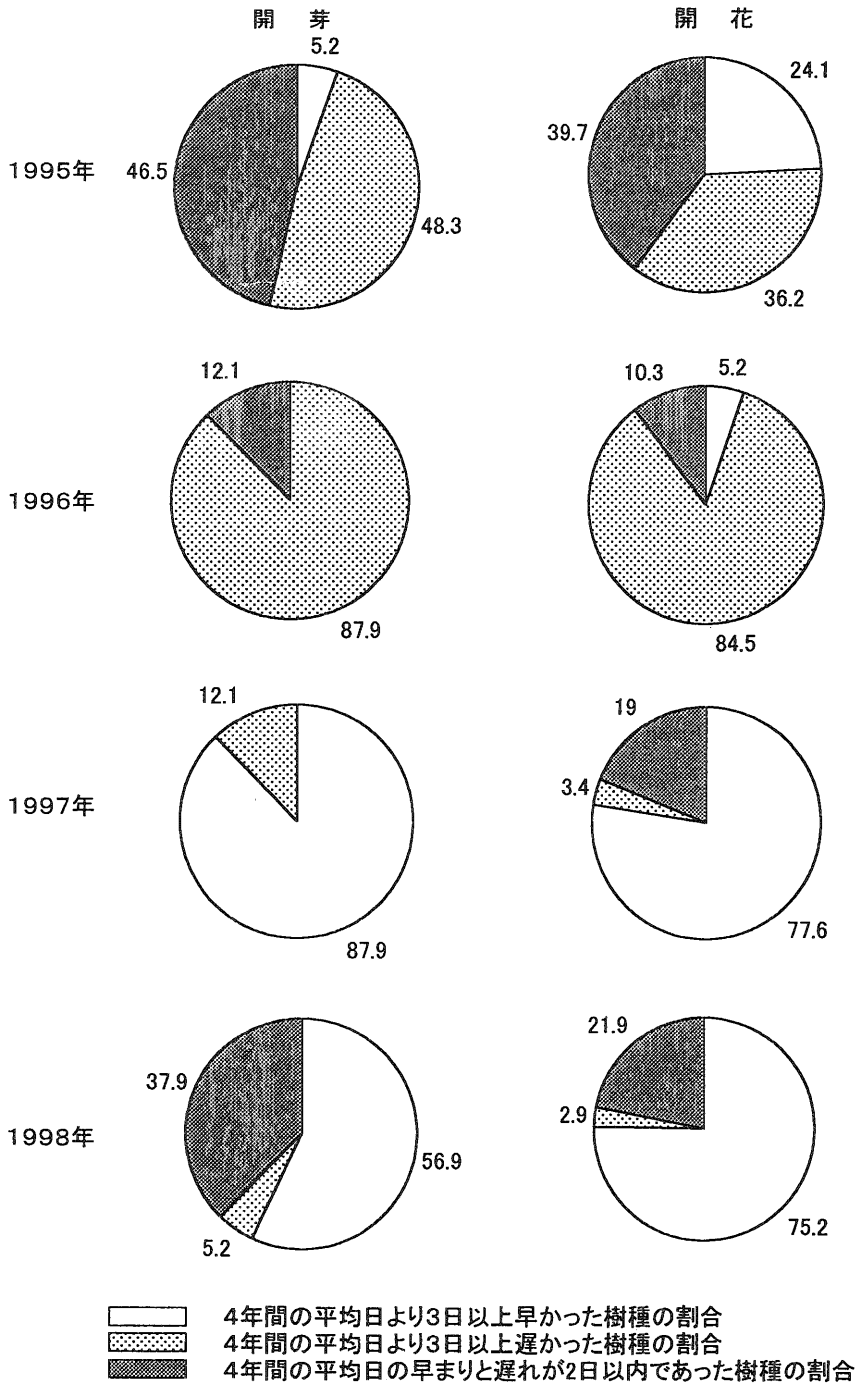 開 芽
開 花
5.2
24.1
1995年
46.5
39.7
48.3
36.2
12.1
10.3
5.2
1996年
87.9
84.5
12.1
19
1997年
3.4
87.9
77.6
37.9
21.9
1998年
2.9
56.9
5.2
75.2
4年間の平均日より3日以上早かった樹種の割合
4年間の平均日より3日以上遅かった樹種の割合
4年間の平均日の早まりと遅れが2日以内であった樹種の割合